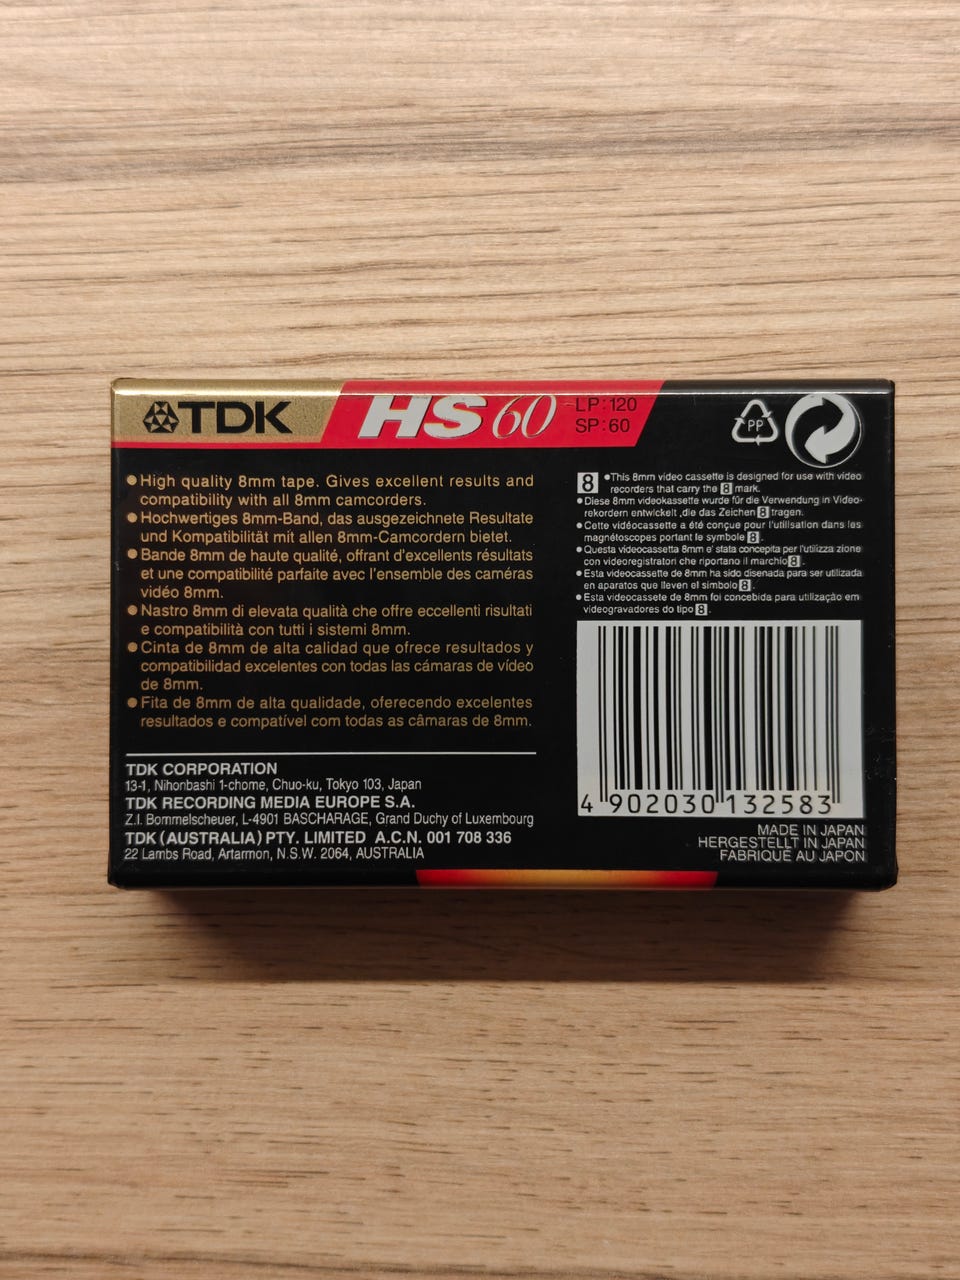 TDK HS 60 LP:120
SP:60
PP
●High quality 8mm tape. Gives excellent results and
compatibility with all 8mm camcorders.
●Hochwertiges 8mm-Band, das ausgezeichnete Resultate
und Kompatibilität mit allen 8mm-Camcordern bietet.
●Bande 8mm de haute qualité, offrant d'excellents résultats
et une compatibilité parfaite avec l'ensemble des caméras
vidéo 8mm.
●Nastro 8mm di elevata qualità che offre eccellenti risultati
e compatibilità con tutti i sistemi 8mm.
●Cinta de 8mm de alta calidad que ofrece resultados y
compatibilidad excelentes con todas las cámaras de vídeo
de 8mm.
●Fita de 8mm de alta qualidade, oferecendo excelentes
resultados e compatível com todas as câmaras de 8mm.
TDK CORPORATION
13-1, Nihonbashi 1-chome, Chuo-ku, Tokyo 103, Japan
TDK RECORDING MEDIA EUROPE S.A.
Z.I. Bommelscheuer, L-4901 BASCHARAGE, Grand Duchy of Luxembourg
TDK (AUSTRALIA) PTY. LIMITED A.C.N. 001 708 336
22 Lambs Road, Artarmon, N.S.W. 2064, AUSTRALIA
8 ●This 8mm video cassette is designed for use with video
recorders that carry the 8 mark.
●Diese 8mm videokassette wurde für die Verwendung in Video-
rekordern entwickelt ,die das Zeichen 8 tragen.
●Cette vidéocassette a été conçue pour l'utilisation dans les
magnétoscopes portant le symbole 8.
●Questa videocassetta 8mm e' stata concepita per l'utilizza zione
con videoregistratori che riportano il marchio 8.
●Esta videocassete de 8mm ha sido disenada para ser utilizada
en aparatos que lleven el simbolo 8.
●Esta videocassete de 8mm foi concebida para utilização em
videogravadores do tipo 8.
4 902030 132583
MADE IN JAPAN
HERGESTELLT IN JAPAN
FABRIQUÉ AU JAPON